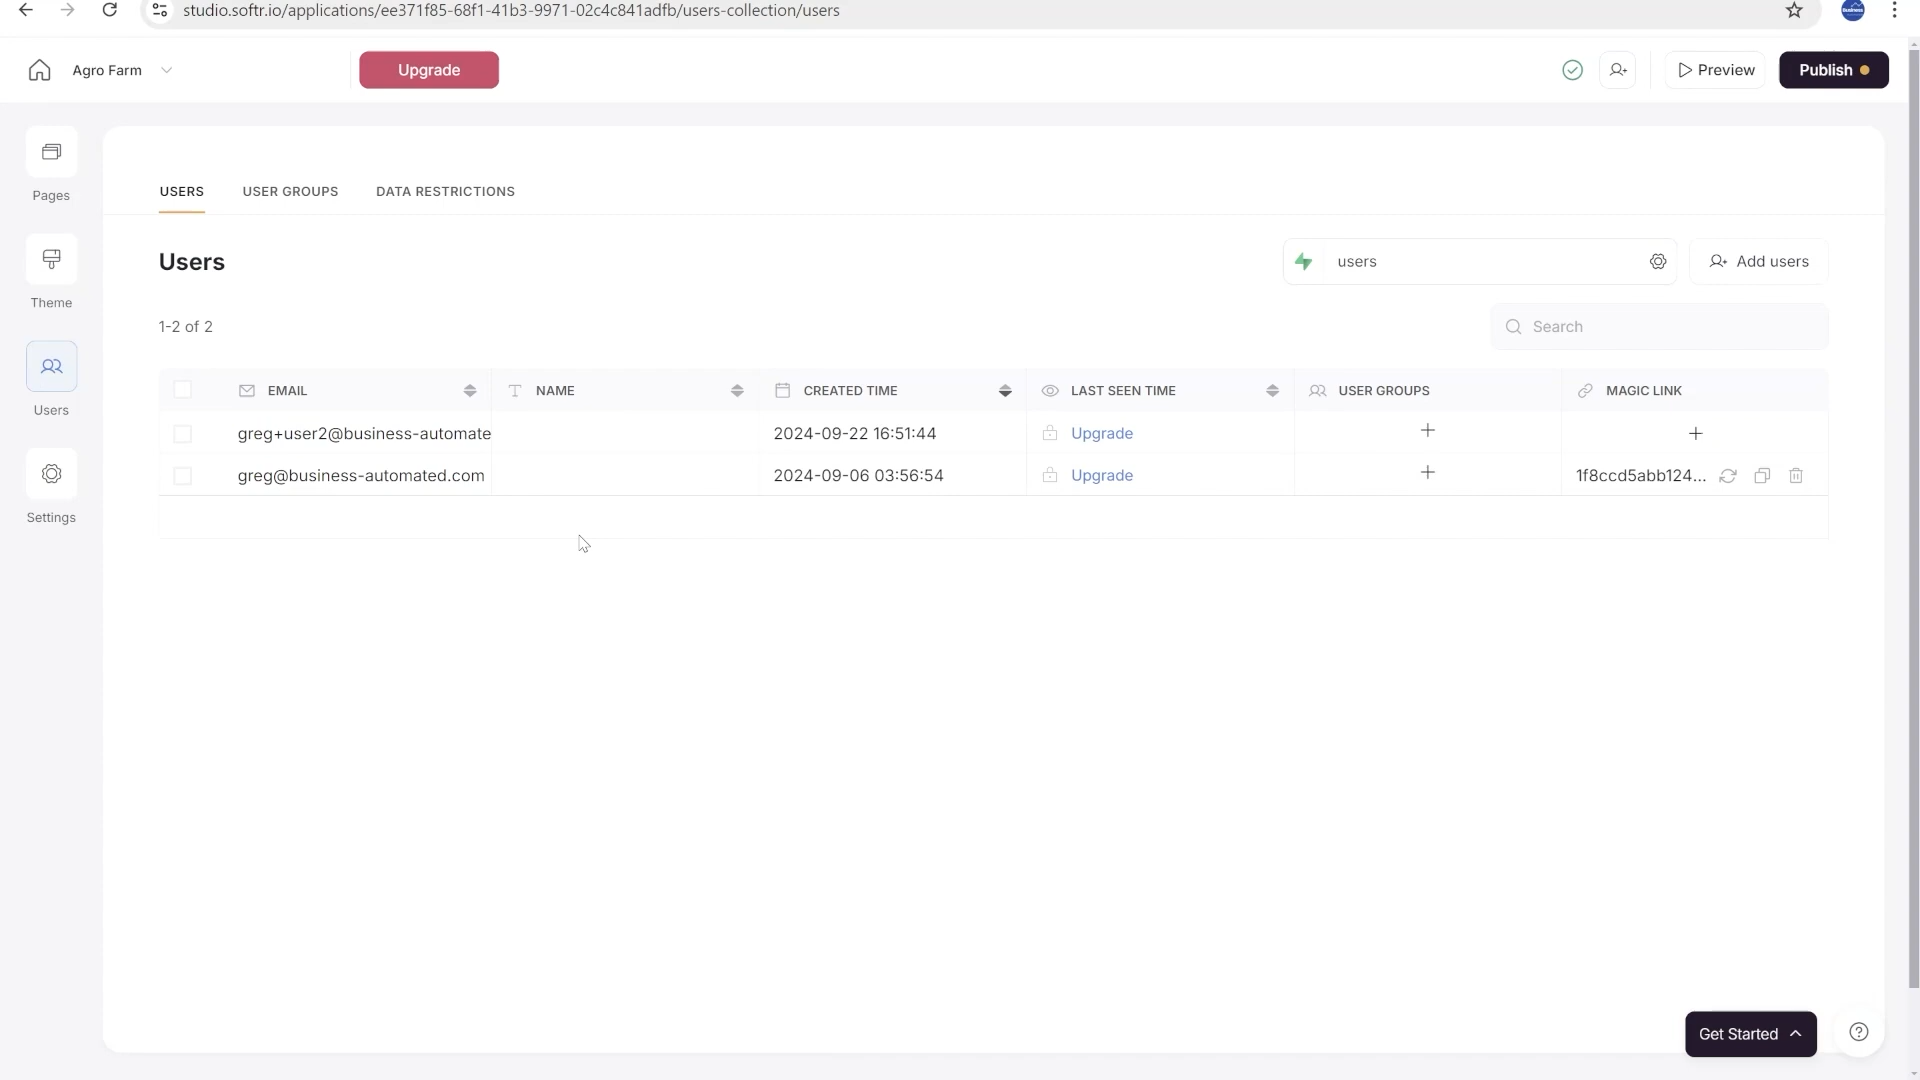 studio.softr.io/applications/ee371f85-68f1-41b3-9971-02c4c841adfb/users-collection/users
Agro Farm
Upgrade
Preview
Publish
Pages
Theme
Users
Settings
USERS USER GROUPS DATA RESTRICTIONS
Users
users
Add users
1-2 of 2
Search
EMAIL NAME CREATED TIME LAST SEEN TIME USER GROUPS MAGIC LINK
greg+user2@business-automate 2024-09-22 16:51:44 Upgrade
greg@business-automated.com 2024-09-06 03:56:54 Upgrade 1f8ccd5abb124...
Get Started